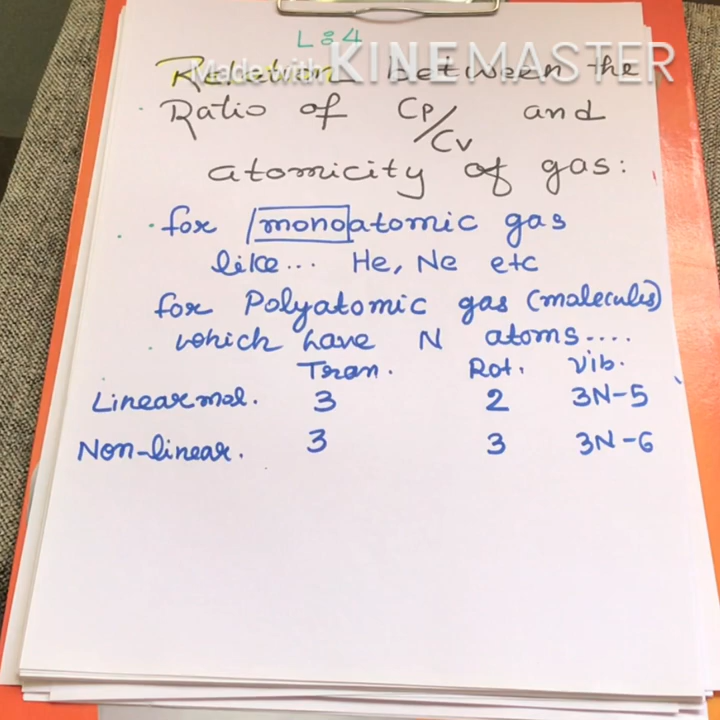 L:4
Made with KINEMASTER
Relation between the
Ratio of Cp/Cv and
atomicity of gas:
· for monoatomic gas
like... He, Ne etc
for Polyatomic gas (molecules)
· which have N atoms....
Tran. Rot. Vib.
Linear mol. 3 2 3N-5
Non-linear. 3 3 3N-6